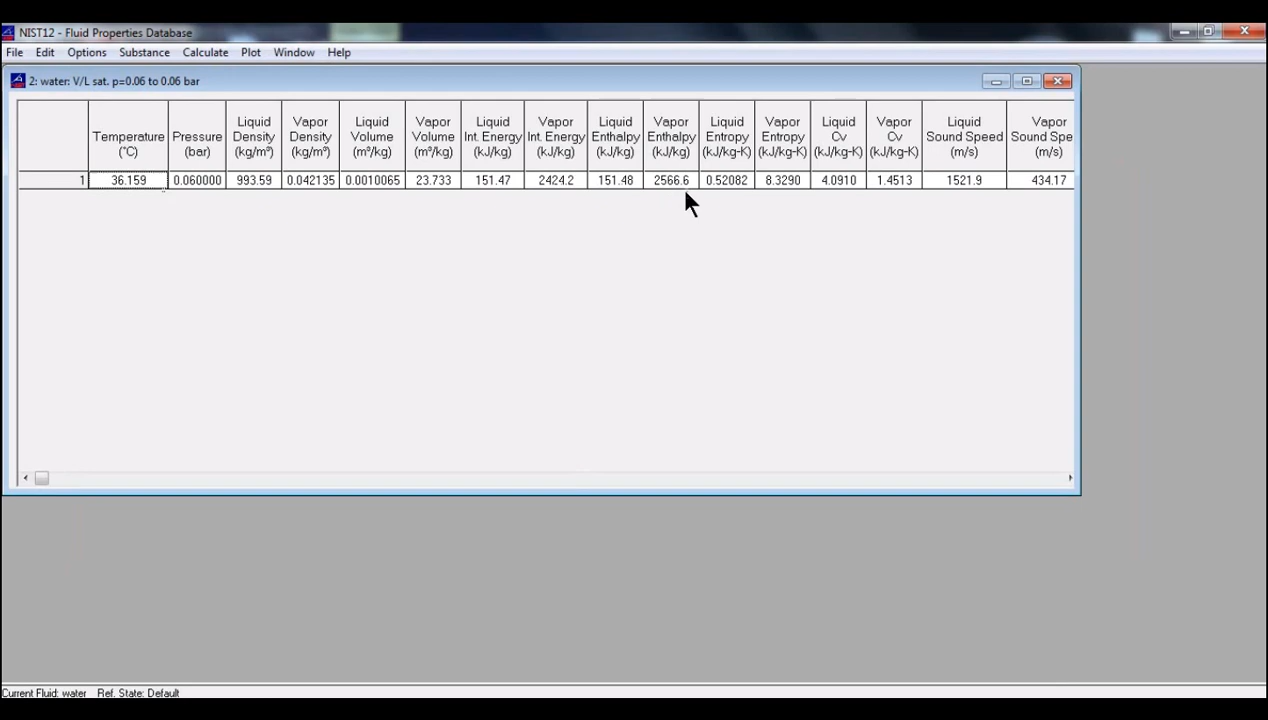 NIST12 - Fluid Properties Database
File Edit Options Substance Calculate Plot Window Help
2: water: V/L sat. p=0.06 to 0.06 bar
Temperature (°C) Pressure (bar) Liquid Density (kg/m³) Vapor Density (kg/m³) Liquid Volume (m³/kg) Vapor Volume (m³/kg) Liquid Int. Energy (kJ/kg) Vapor Int. Energy (kJ/kg) Liquid Enthalpy (kJ/kg) Vapor Enthalpy (kJ/kg) Liquid Entropy (kJ/kg-K) Vapor Entropy (kJ/kg-K) Liquid Cv (kJ/kg-K) Vapor Cv (kJ/kg-K) Liquid Sound Speed (m/s) Vapor Sound Spe (m/s)
1 36.159 0.060000 993.59 0.042135 0.0010065 23.733 151.47 2424.2 151.48 2566.6 0.52082 8.3290 4.0910 1.4513 1521.9 434.17
Current Fluid: water Ref. State: Default